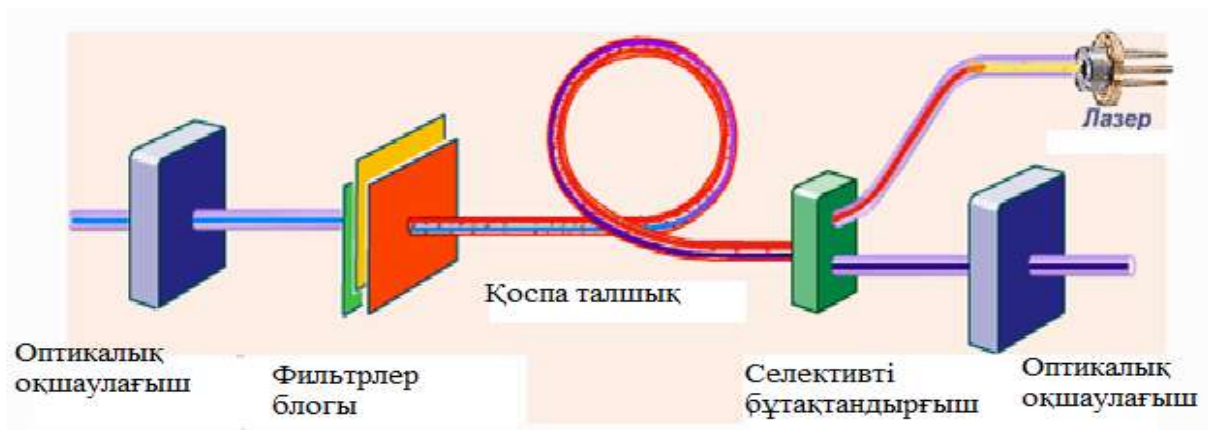 Лазер
Қоспа талшық
Оптикалық
оқшаулағыш
Фильтрлер
блогы
Селективті
бұтақтандырғыш
Оптикалық
оқшаулағыш